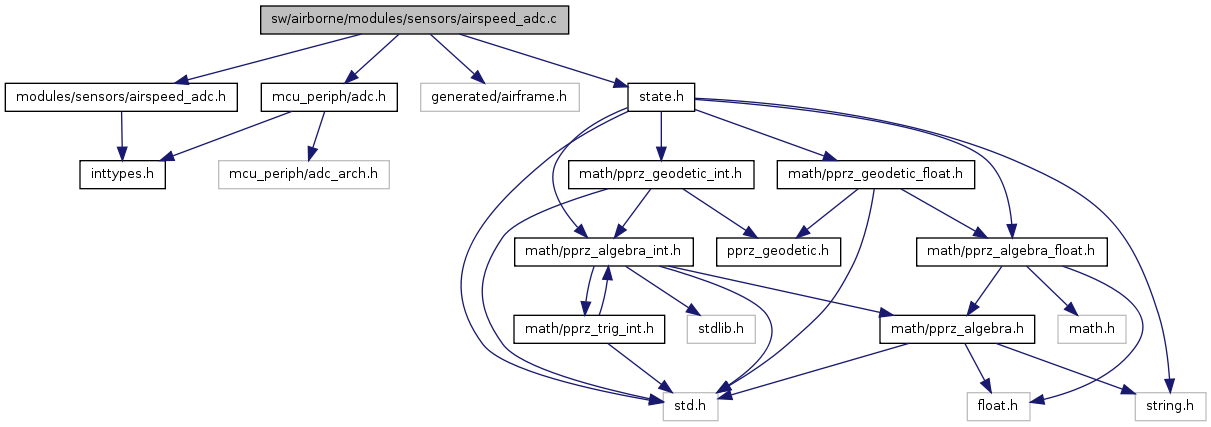 sw/airborne/modules/sensors/airspeed_adc.c
modules/sensors/airspeed_adc.h
mcu_periph/adc.h
generated/airframe.h
state.h
inttypes.h
mcu_periph/adc_arch.h
math/pprz_geodetic_int.h
math/pprz_geodetic_float.h
math/pprz_algebra_int.h
pprz_geodetic.h
math/pprz_algebra_float.h
math/pprz_trig_int.h
stdlib.h
math/pprz_algebra.h
math.h
std.h
float.h
string.h